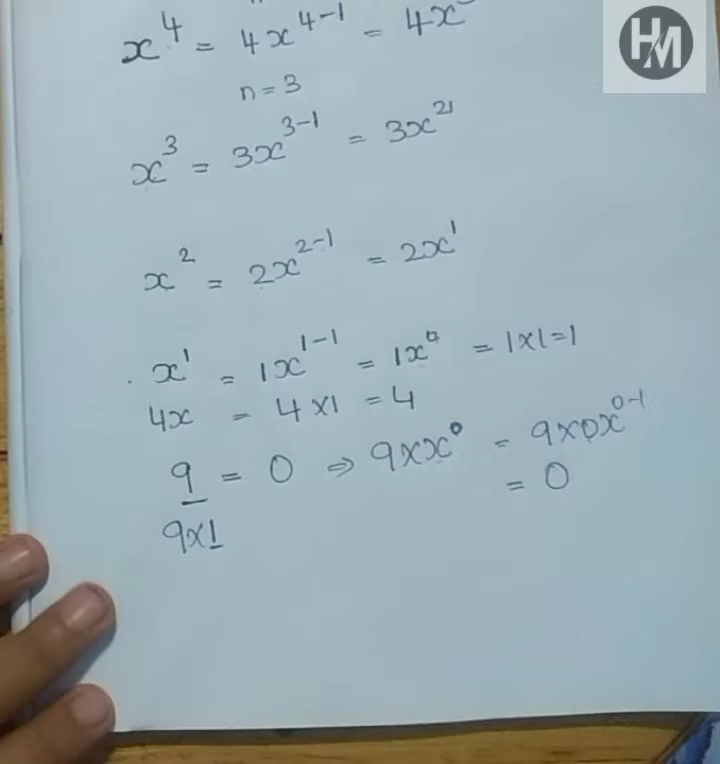 HM
x⁴ = 4x⁴⁻¹ = 4x
n = 3
x³ = 3x³⁻¹ = 3x²
x² = 2x²⁻¹ = 2x¹
x¹ = 1x¹⁻¹ = 1x⁰ = 1×1=1
4x = 4×1 = 4
9 = 0 ⇒ 9×x⁰ = 9×0x⁰⁻¹
= 0
9×1